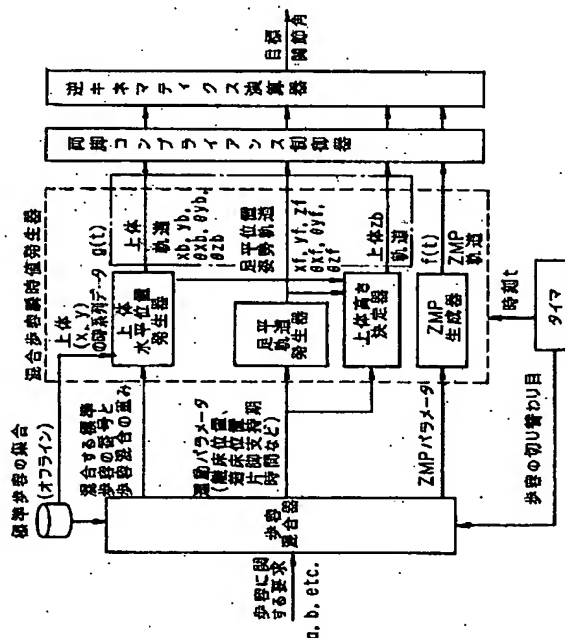 標準歩容の集合
(オフライン)
歩容に関
する要求
a, b, etc.
歩容
混合器
混合する標準
歩容の番号と
歩容混合の重み
運動パラメータ
(離床位置、
着床位置、
片脚支持期
時間など)
ZMPパラメータ
歩容の切り替わり目
タイマ
時刻t
混合歩容瞬時値発生器
上体
(x, y)
の時系列データ
上体
水平位置
発生器
足平
軌道
発生器
上体高さ
決定器
ZMP
生成器
g(t)
上体
軌道
xb, yb,
θxb, θyb,
θzb
足平位置
姿勢軌道
xf, yf, zf
θxf, θyf,
θzf
上体zb
軌道
f(t)
ZMP
軌道
両脚コンプライアンス制御器
逆キネマティクス演算器
目標
関節角